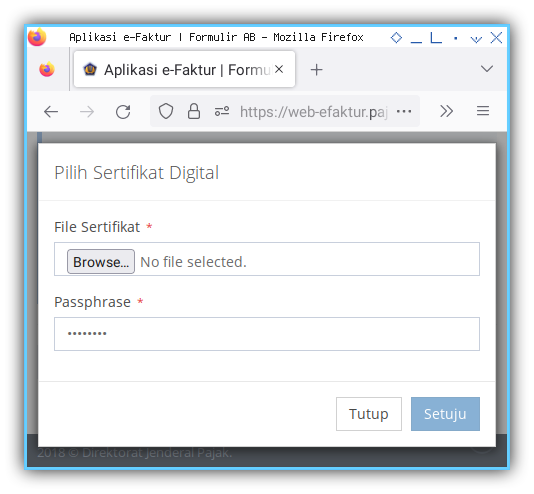 Aplikasi e-Faktur | Formulir AB - Mozilla Firefox
Aplikasi e-Faktur | Formu
https://web-efaktur.paj
Pilih Sertifikat Digital
File Sertifikat *
Browse… No file selected.
Passphrase *
••••••••
Tutup Setuju
2018 © Direktorat Jenderal Pajak.